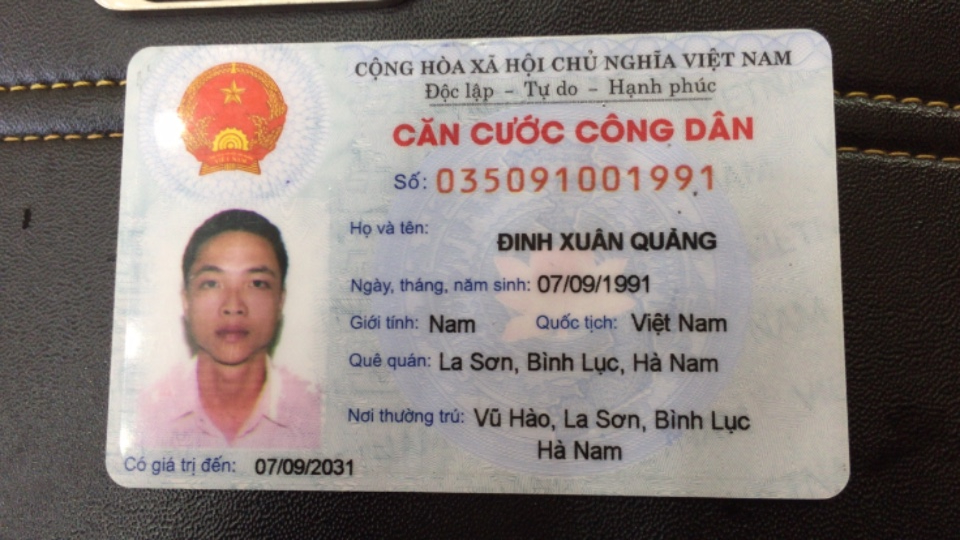 CỘNG HÒA XÃ HỘI CHỦ NGHĨA VIỆT NAM
Độc lập - Tự do - Hạnh phúc
CĂN CƯỚC CÔNG DÂN
Số: 035091001991
Họ và tên:
ĐINH XUÂN QUẢNG
Ngày, tháng, năm sinh: 07/09/1991
Giới tính: Nam Quốc tịch: Việt Nam
Quê quán: La Sơn, Bình Lục, Hà Nam
Nơi thường trú: Vũ Hào, La Sơn, Bình Lục
Hà Nam
Có giá trị đến: 07/09/2031